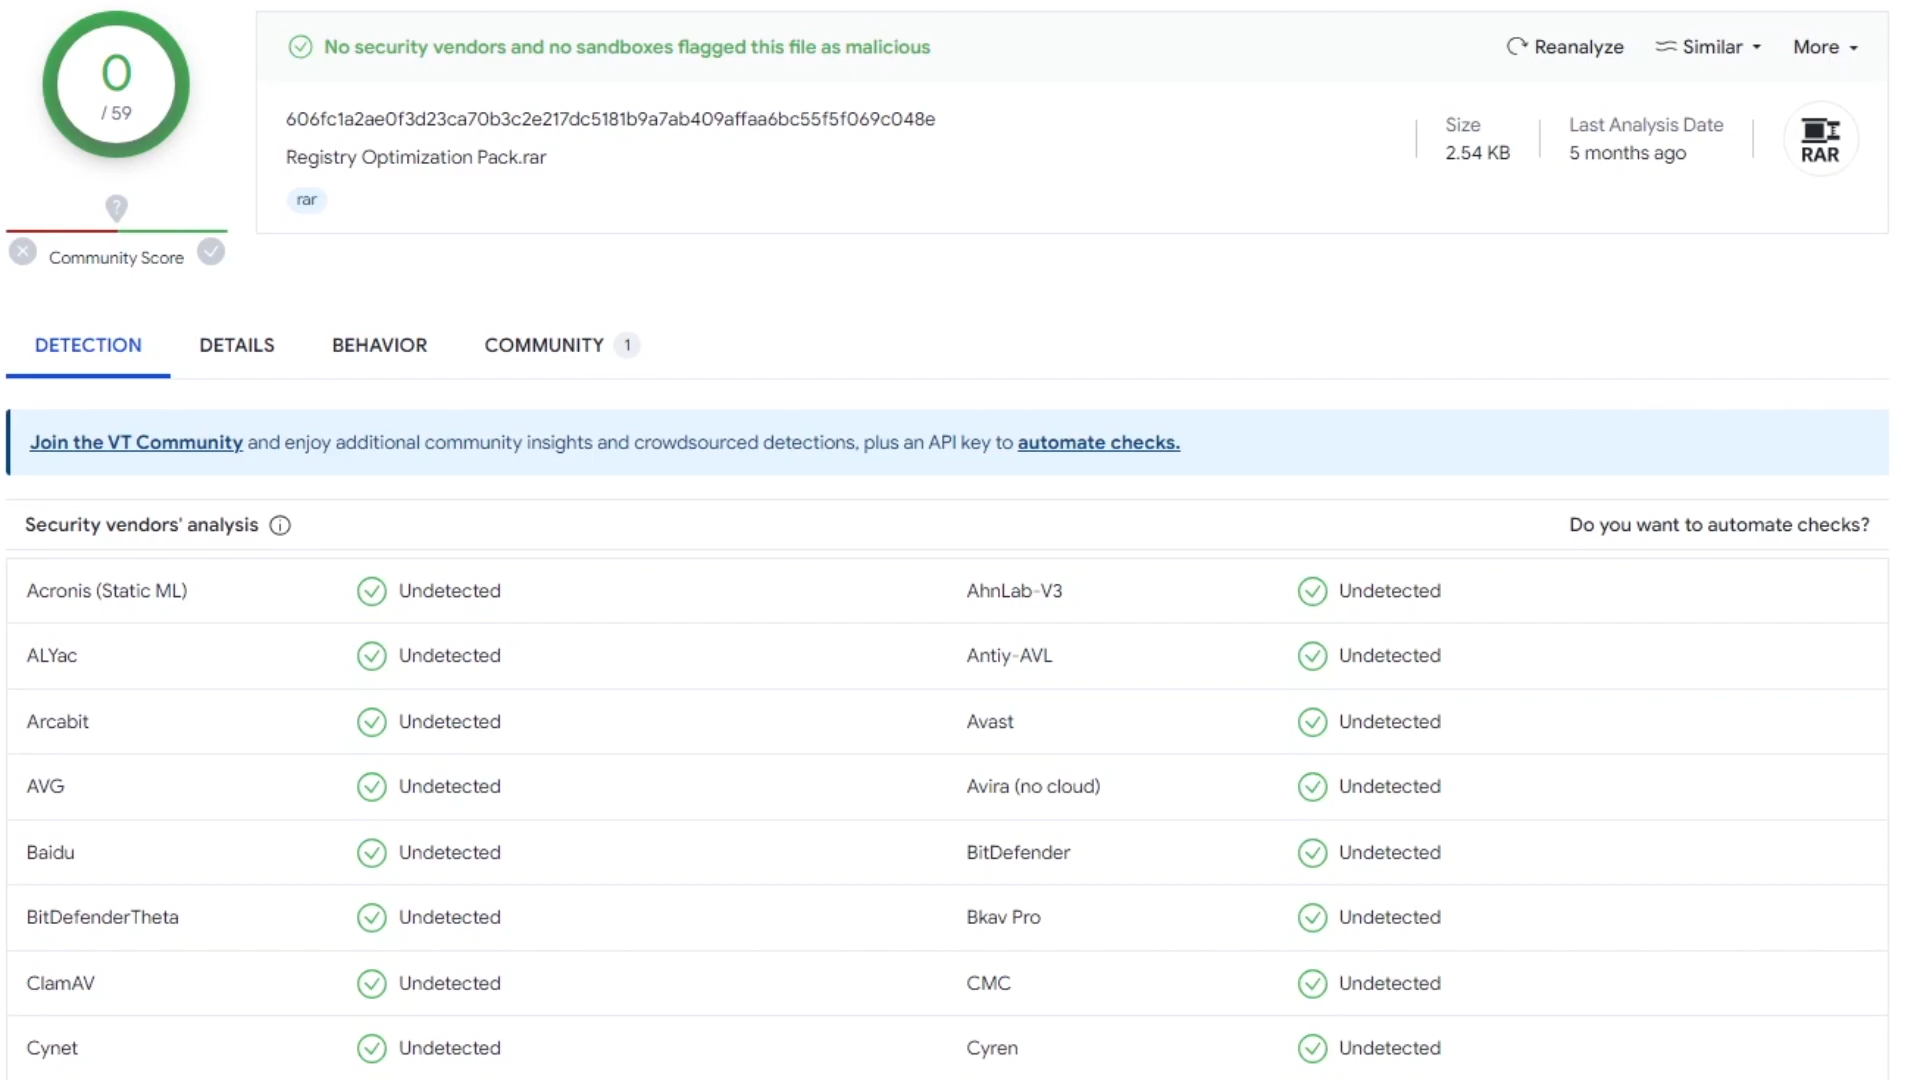 0
/ 59
Community Score
No security vendors and no sandboxes flagged this file as malicious
Reanalyze
Similar
More
606fc1a2ae0f3d23ca70b3c2e217dc5181b9a7ab409affaa6bc55f5f069c048e
Registry Optimization Pack.rar
rar
Size
2.54 KB
Last Analysis Date
5 months ago
RAR
DETECTION
DETAILS
BEHAVIOR
COMMUNITY 1
Join the VT Community and enjoy additional community insights and crowdsourced detections, plus an API key to automate checks.
Security vendors' analysis
Do you want to automate checks?
Acronis (Static ML) Undetected AhnLab-V3 Undetected
ALYac Undetected Antiy-AVL Undetected
Arcabit Undetected Avast Undetected
AVG Undetected Avira (no cloud) Undetected
Baidu Undetected BitDefender Undetected
BitDefenderTheta Undetected Bkav Pro Undetected
ClamAV Undetected CMC Undetected
Cynet Undetected Cyren Undetected